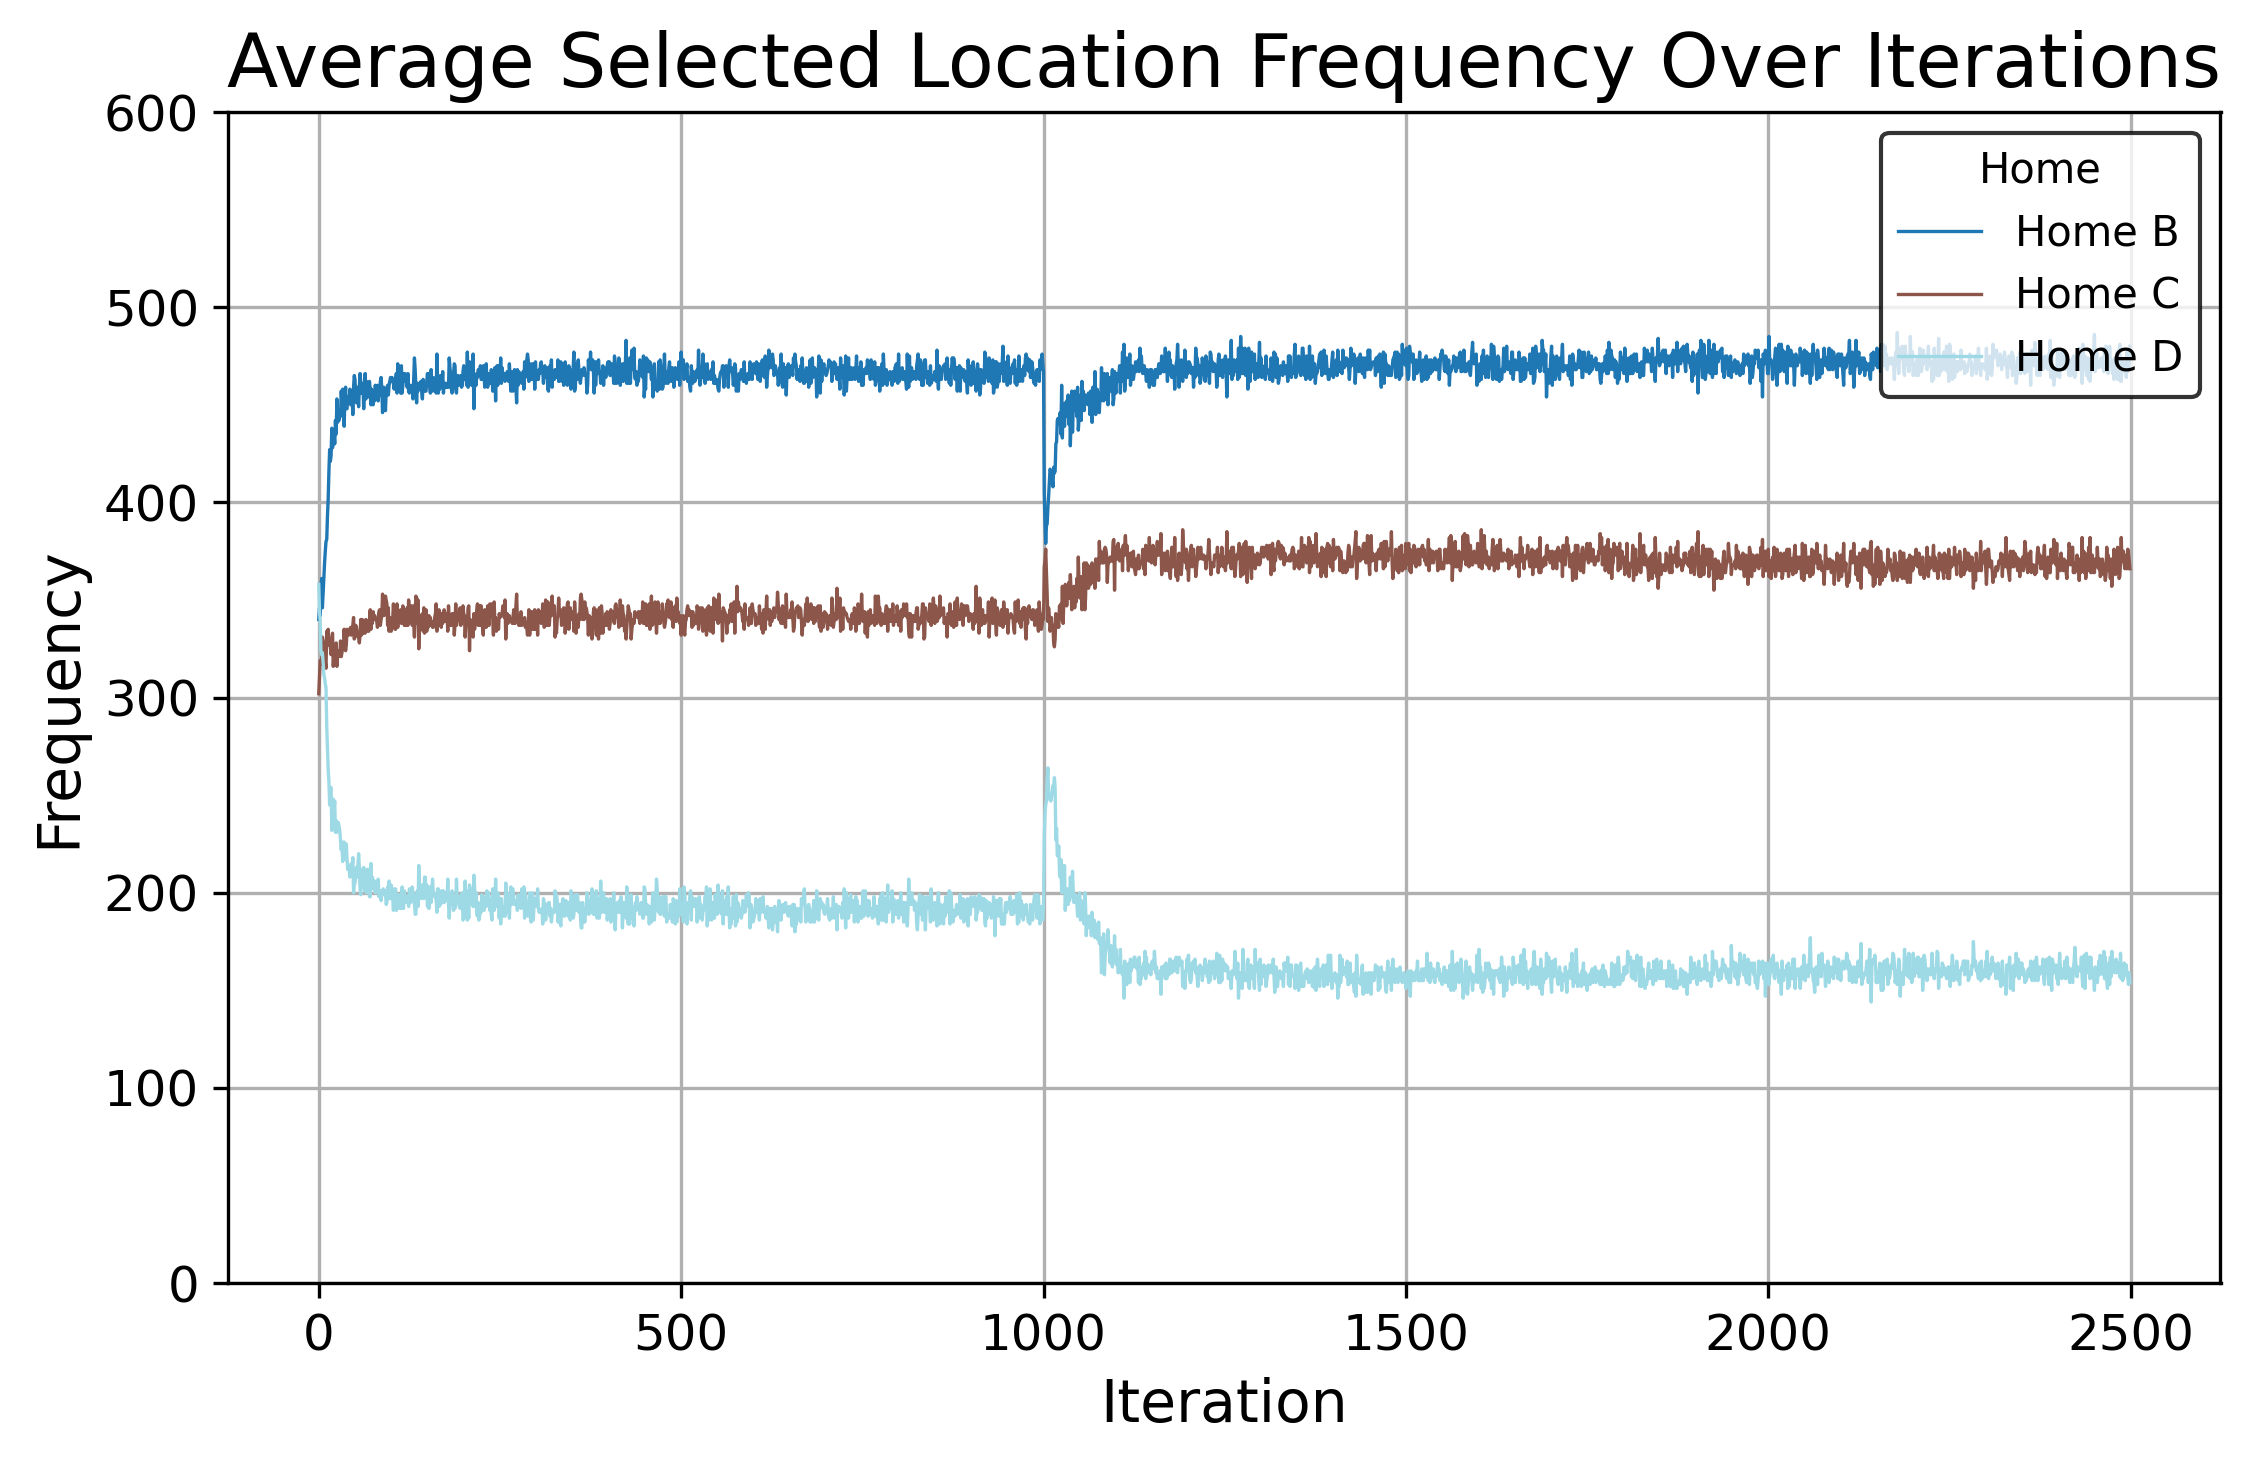 Average Selected Location Frequency Over Iterations
600
500
400
300
200
100
0
Frequency
Home
Home B
Home C
Home D
0 500 1000 1500 2000 2500
Iteration